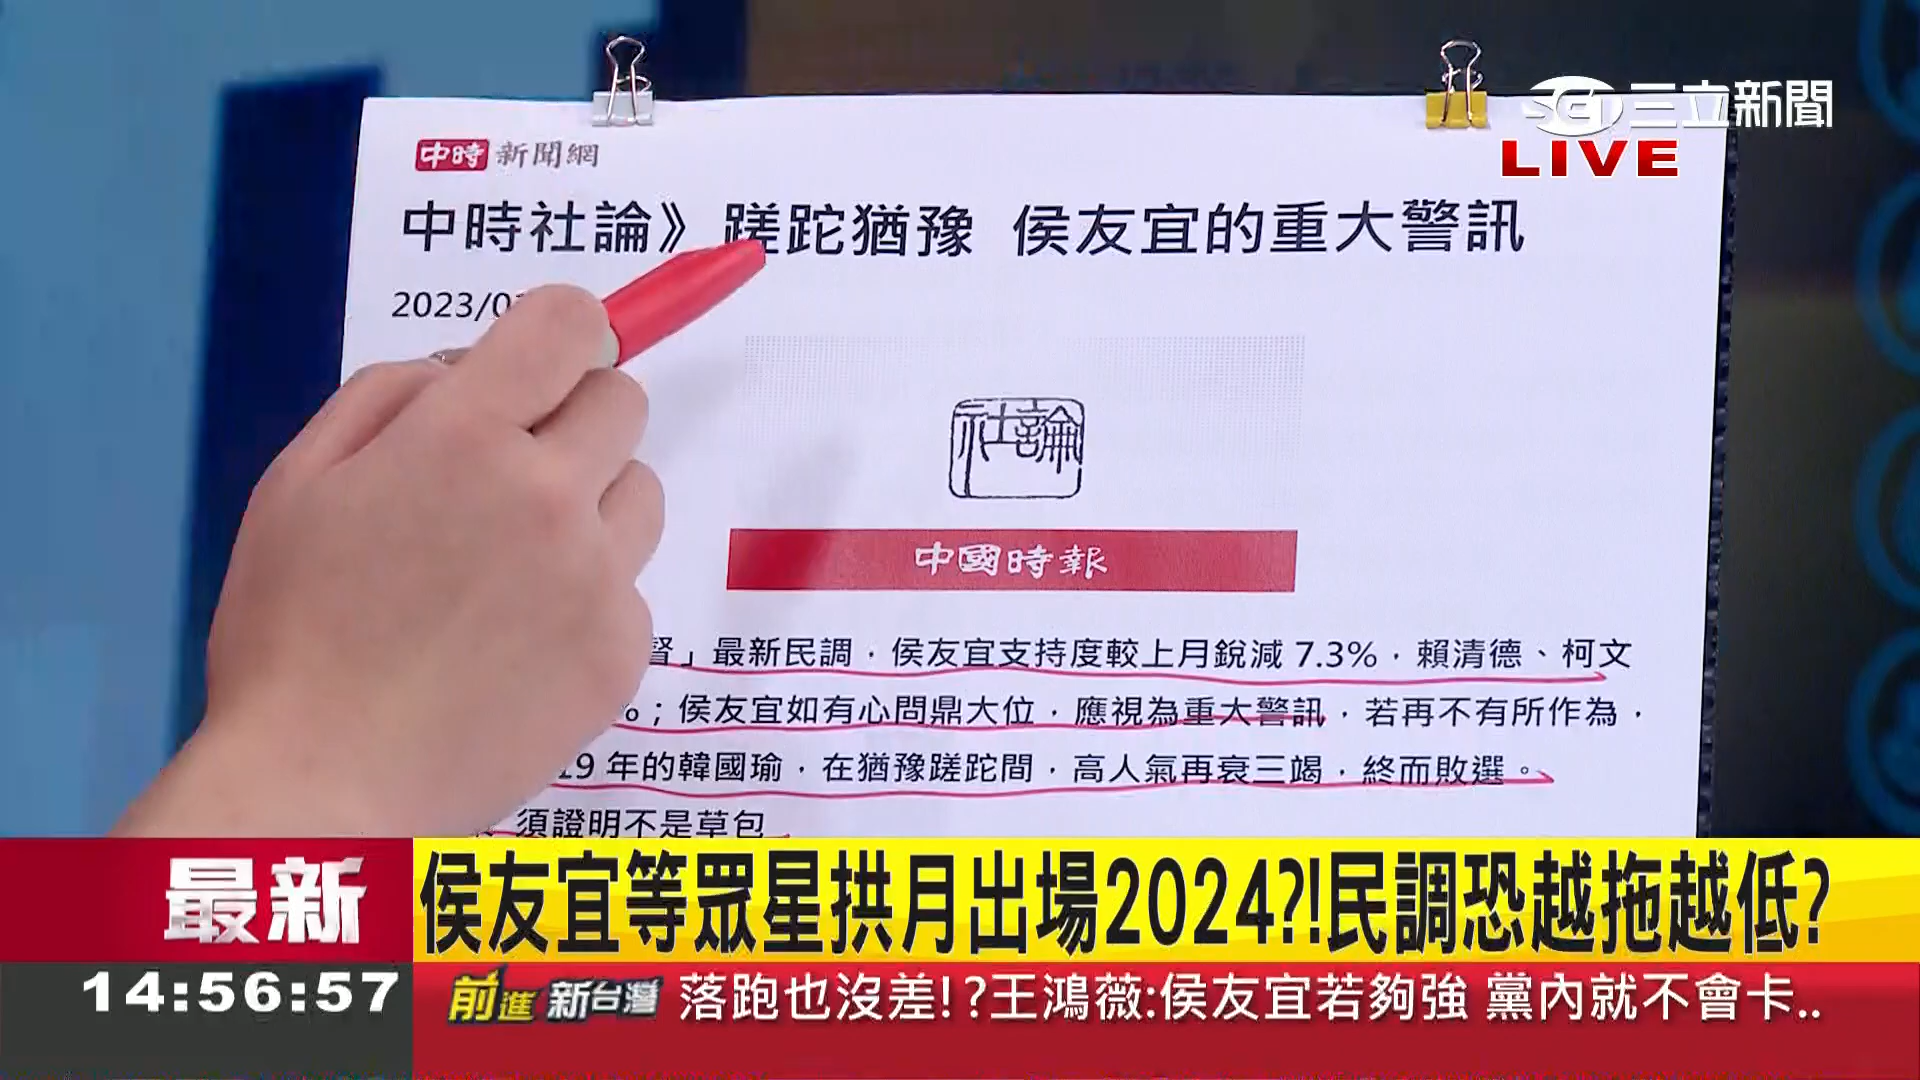 SET 三立新聞
LIVE
中時 新聞網
中時社論》蹉跎猶豫 侯友宜的重大警訊
2023/0
社論
中國時報
督」最新民調，侯友宜支持度較上月銳減 7.3%，賴清德、柯文
%；侯友宜如有心問鼎大位，應視為重大警訊，若再不有所作為，
19 年的韓國瑜，在猶豫蹉跎間，高人氣再衰三竭，終而敗選。
須證明不是草包
最新
侯友宜等眾星拱月出場2024?!民調恐越拖越低?
14:56:57
前進新台灣
落跑也沒差!?王鴻薇:侯友宜若夠強 黨內就不會卡..